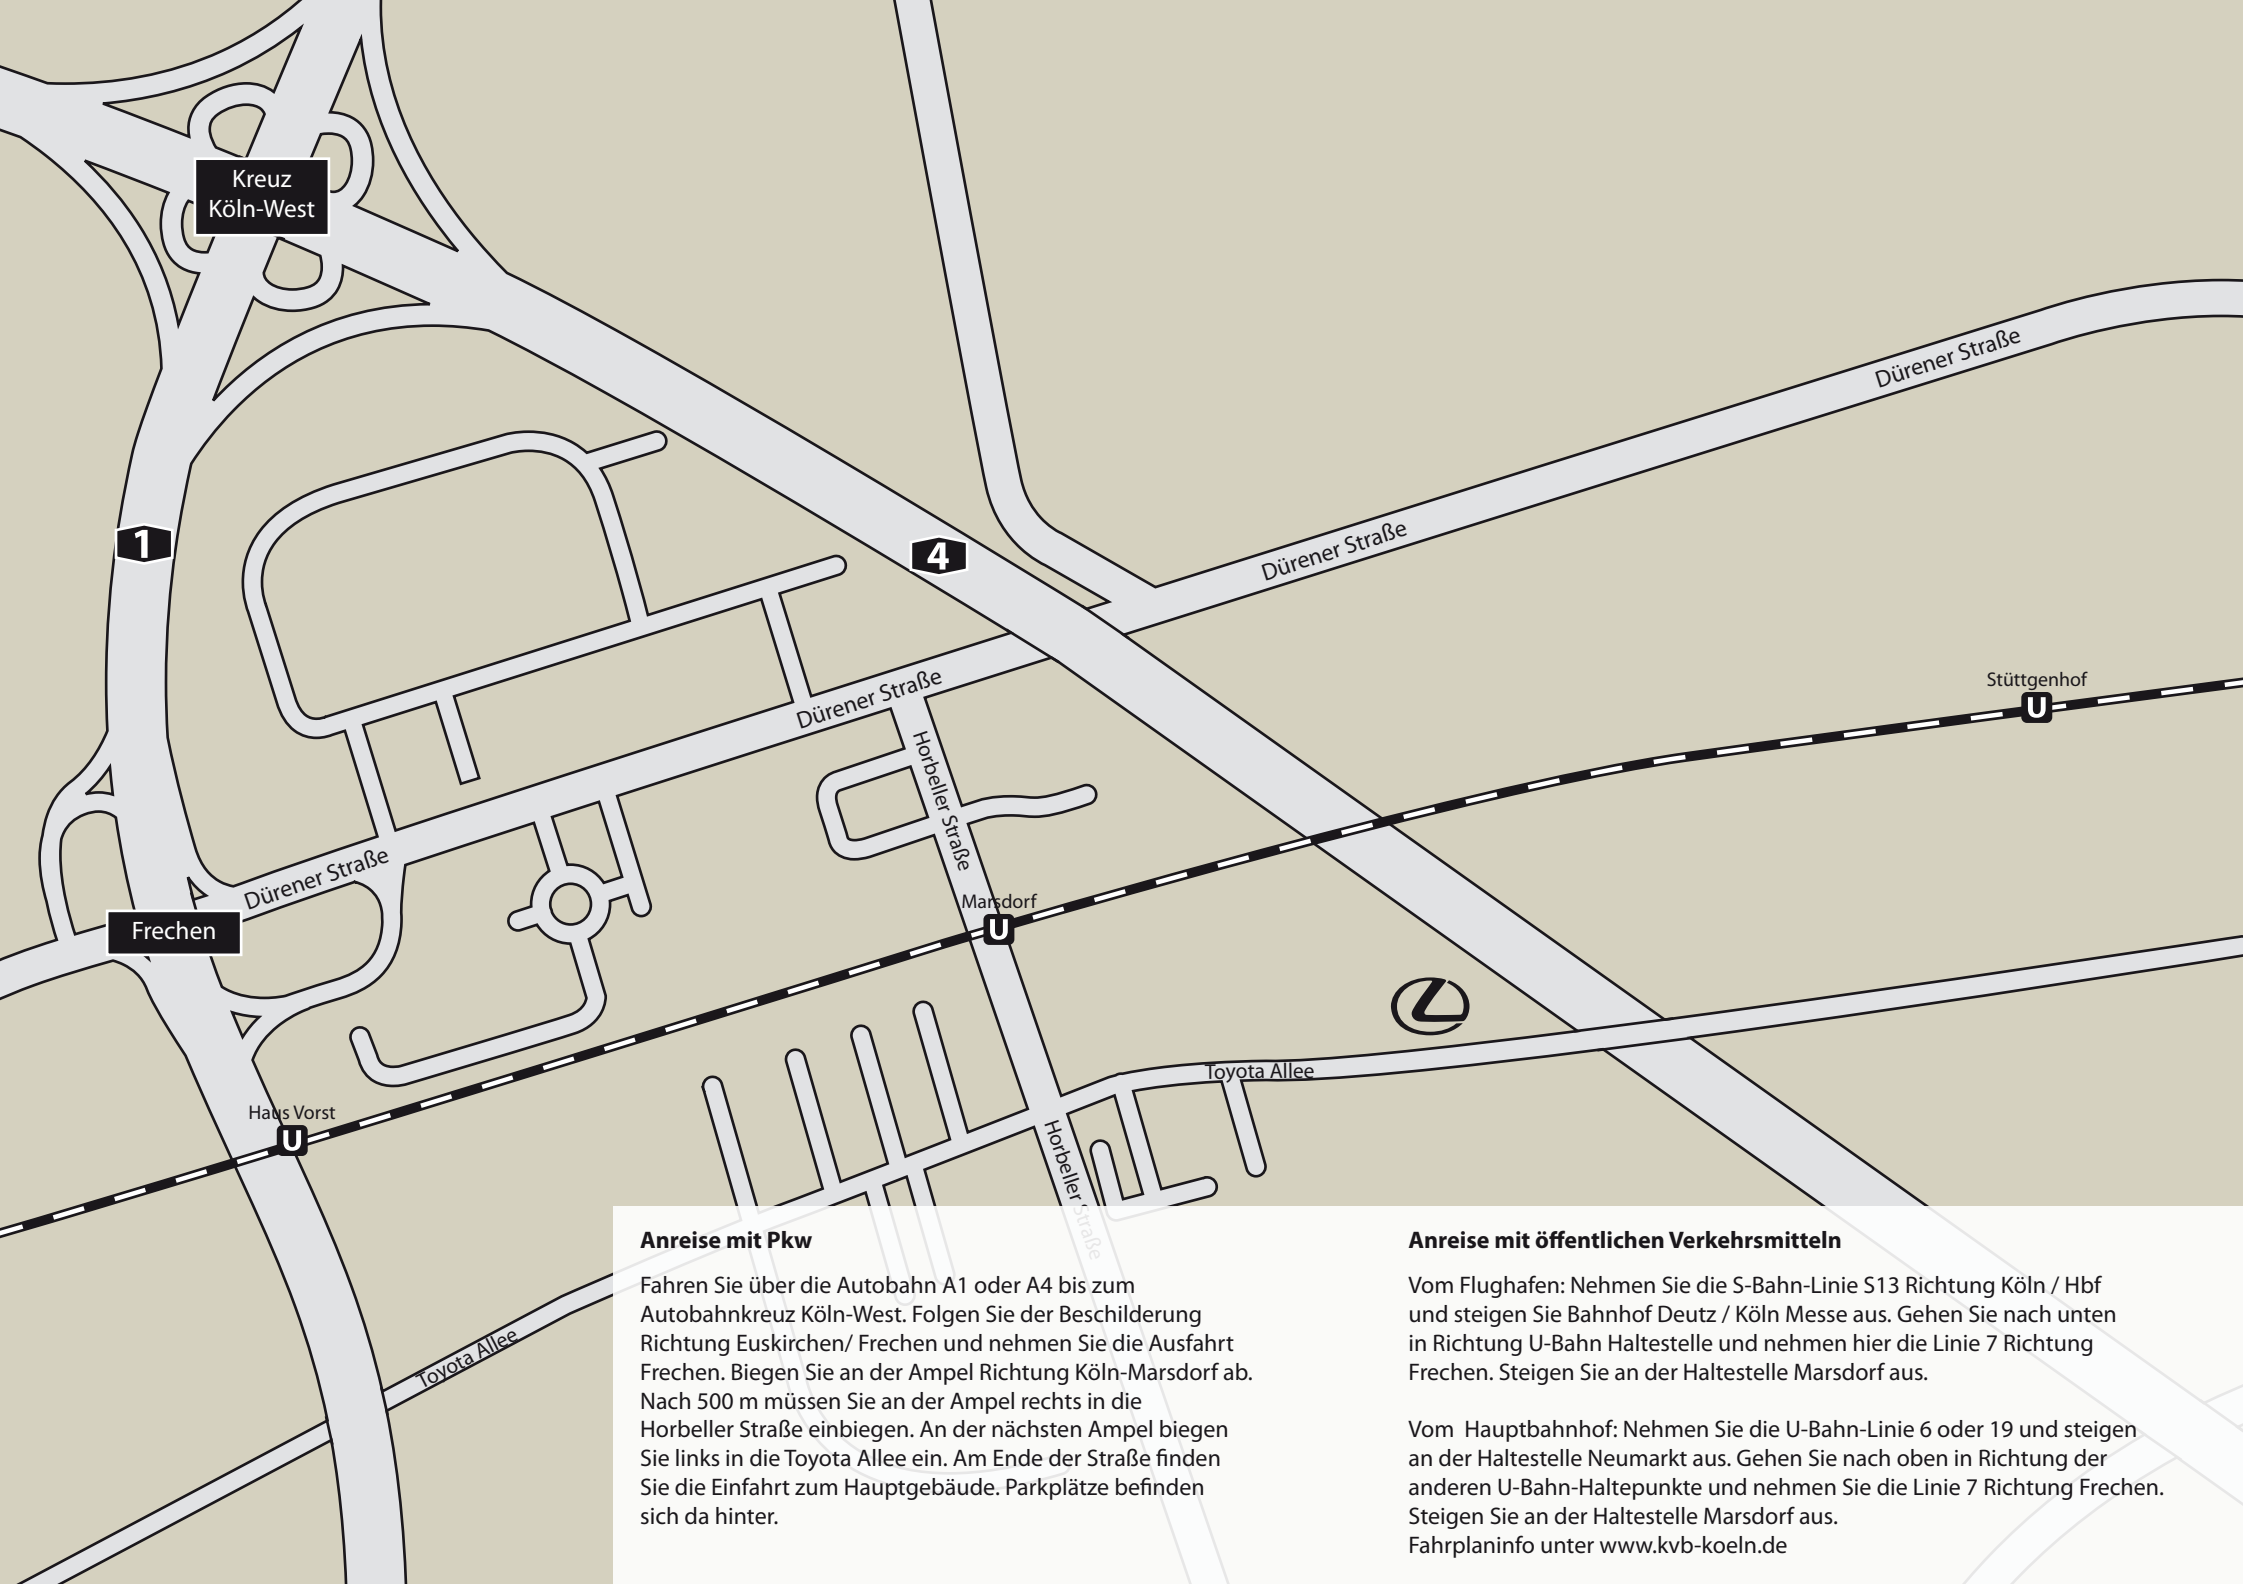 Kreuz
Köln-West
Dürener Straße
Dürener Straße
1
4
Stüttgenhof
U
Dürener Straße
Horbeller Straße
Dürener Straße
Marsdorf
U
Frechen
Toyota Allee
Haus Vorst
U
Horbeller Straße
Toyota Allee
Anreise mit Pkw
Fahren Sie über die Autobahn A1 oder A4 bis zum
Autobahnkreuz Köln-West. Folgen Sie der Beschilderung
Richtung Euskirchen/ Frechen und nehmen Sie die Ausfahrt
Frechen. Biegen Sie an der Ampel Richtung Köln-Marsdorf ab.
Nach 500 m müssen Sie an der Ampel rechts in die
Horbeller Straße einbiegen. An der nächsten Ampel biegen
Sie links in die Toyota Allee ein. Am Ende der Straße finden
Sie die Einfahrt zum Hauptgebäude. Parkplätze befinden
sich da hinter.
Anreise mit öffentlichen Verkehrsmitteln
Vom Flughafen: Nehmen Sie die S-Bahn-Linie S13 Richtung Köln / Hbf
und steigen Sie Bahnhof Deutz / Köln Messe aus. Gehen Sie nach unten
in Richtung U-Bahn Haltestelle und nehmen hier die Linie 7 Richtung
Frechen. Steigen Sie an der Haltestelle Marsdorf aus.
Vom  Hauptbahnhof: Nehmen Sie die U-Bahn-Linie 6 oder 19 und steigen
an der Haltestelle Neumarkt aus. Gehen Sie nach oben in Richtung der
anderen U-Bahn-Haltepunkte und nehmen Sie die Linie 7 Richtung Frechen.
Steigen Sie an der Haltestelle Marsdorf aus.
Fahrplaninfo unter www.kvb-koeln.de